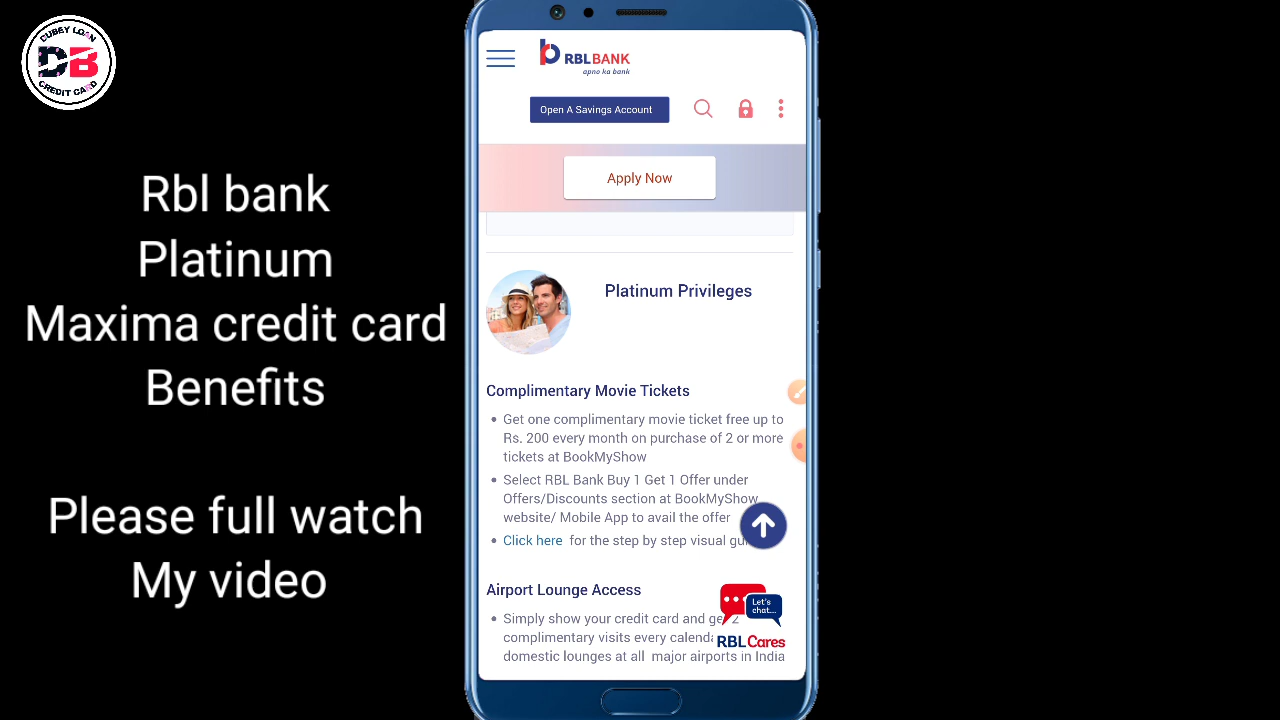 CUBEY LOAN
DB
CREDIT CARD
Rbl bank
Platinum
Maxima credit card
Benefits
Please full watch
My video
RBLBANK
apno ka bank
Open A Savings Account
Apply Now
Platinum Privileges
Complimentary Movie Tickets
• Get one complimentary movie ticket free up to
Rs. 200 every month on purchase of 2 or more
tickets at BookMyShow
• Select RBL Bank Buy 1 Get 1 Offer under
Offers/Discounts section at BookMyShow
website/ Mobile App to avail the offer
• Click here for the step by step visual
Airport Lounge Access
• Simply show your credit card and 2
complimentary visits every
domestic lounges at all major airports in India
Let's
chat...
RBL Cares